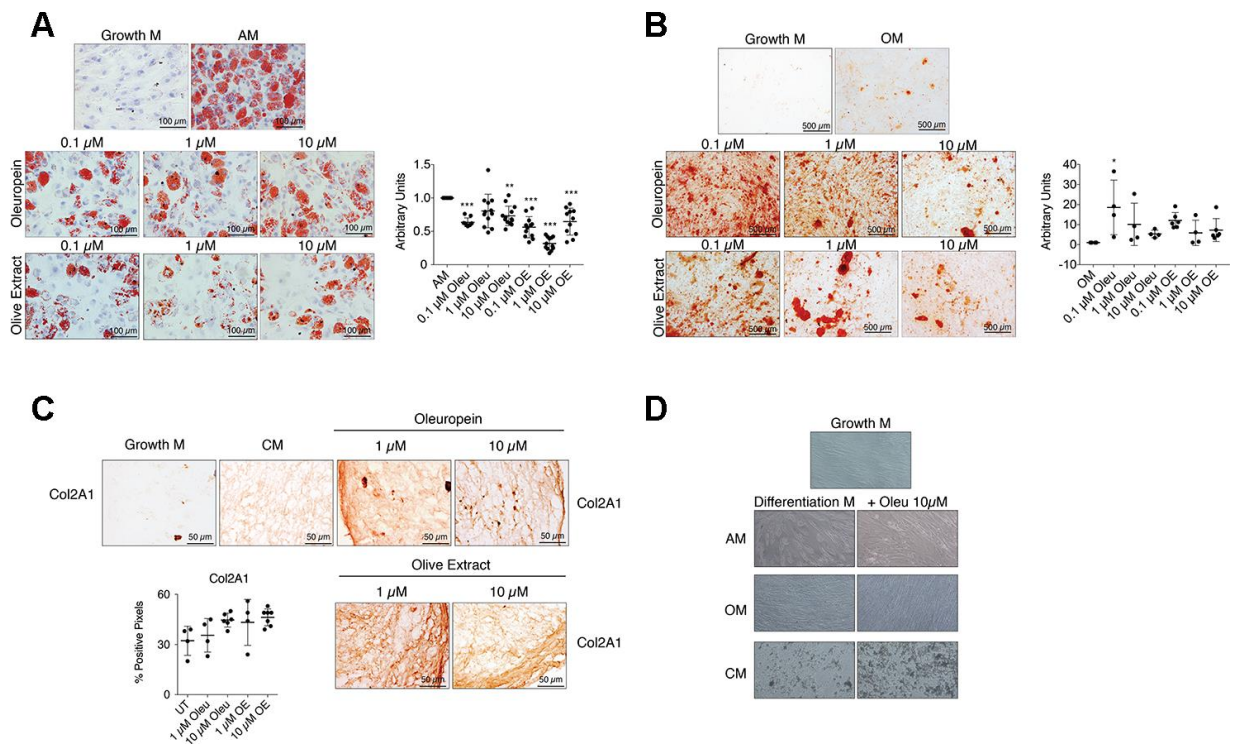 A
Growth M AM
100 µm 100 µm
0.1 µM 1 µM 10 µM
Oleuropein
100 µm 100 µm 100 µm
0.1 µM 1 µM 10 µM
Olive Extract
100 µm 100 µm 100 µm
Arbitrary Units
1.5
1.0
0.5
0.0
*** ** *** *** ***
AM
0.1 µM Oleu
1 µM Oleu
10 µM Oleu
0.1 µM OE
1 µM OE
10 µM OE
B
Growth M OM
500 µm 500 µm
0.1 µM 1 µM 10 µM
Oleuropein
500 µm 500 µm 500 µm
0.1 µM 1 µM 10 µM
Olive Extract
500 µm 500 µm 500 µm
Arbitrary Units
40
30
20
10
0
-10
*
OM
0.1 µM Oleu
1 µM Oleu
10 µM Oleu
0.1 µM OE
1 µM OE
10 µM OE
C
Oleuropein
Growth M CM 1 µM 10 µM
Col2A1 Col2A1
50 µm 50 µm 50 µm 50 µm
Olive Extract
1 µM 10 µM
Col2A1
50 µm 50 µm
Col2A1
% Positive Pixels
60
30
0
UT
1 µM Oleu
10 µM Oleu
1 µM OE
10 µM OE
D
Growth M
Differentiation M + Oleu 10µM
AM
OM
CM